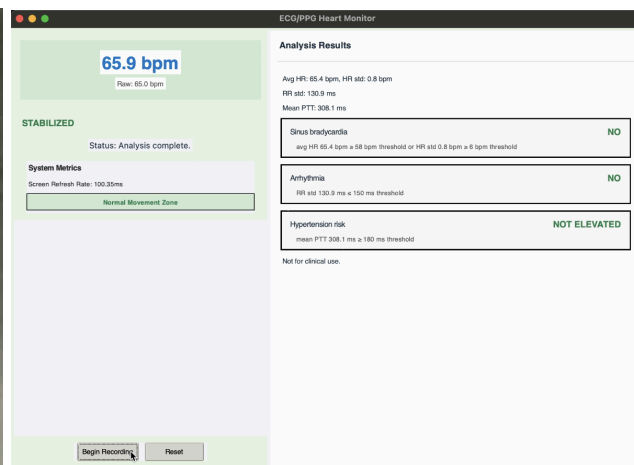 ECG/PPG Heart Monitor
65.9 bpm
Raw: 65.0 bpm
STABILIZED
Status: Analysis complete.
System Metrics
Screen Refresh Rate: 100.35ms
Normal Movement Zone
Begin Recording
Reset
Analysis Results
Avg HR: 65.4 bpm, HR std: 0.8 bpm
RR std: 130.9 ms
Mean PTT: 308.1 ms
Sinus bradycardia NO
avg HR 65.4 bpm ≥ 58 bpm threshold or HR std 0.8 bpm ≥ 6 bpm threshold
Arrhythmia NO
RR std 130.9 ms ≤ 150 ms threshold
Hypertension risk NOT ELEVATED
mean PTT 308.1 ms ≥ 180 ms threshold
Not for clinical use.